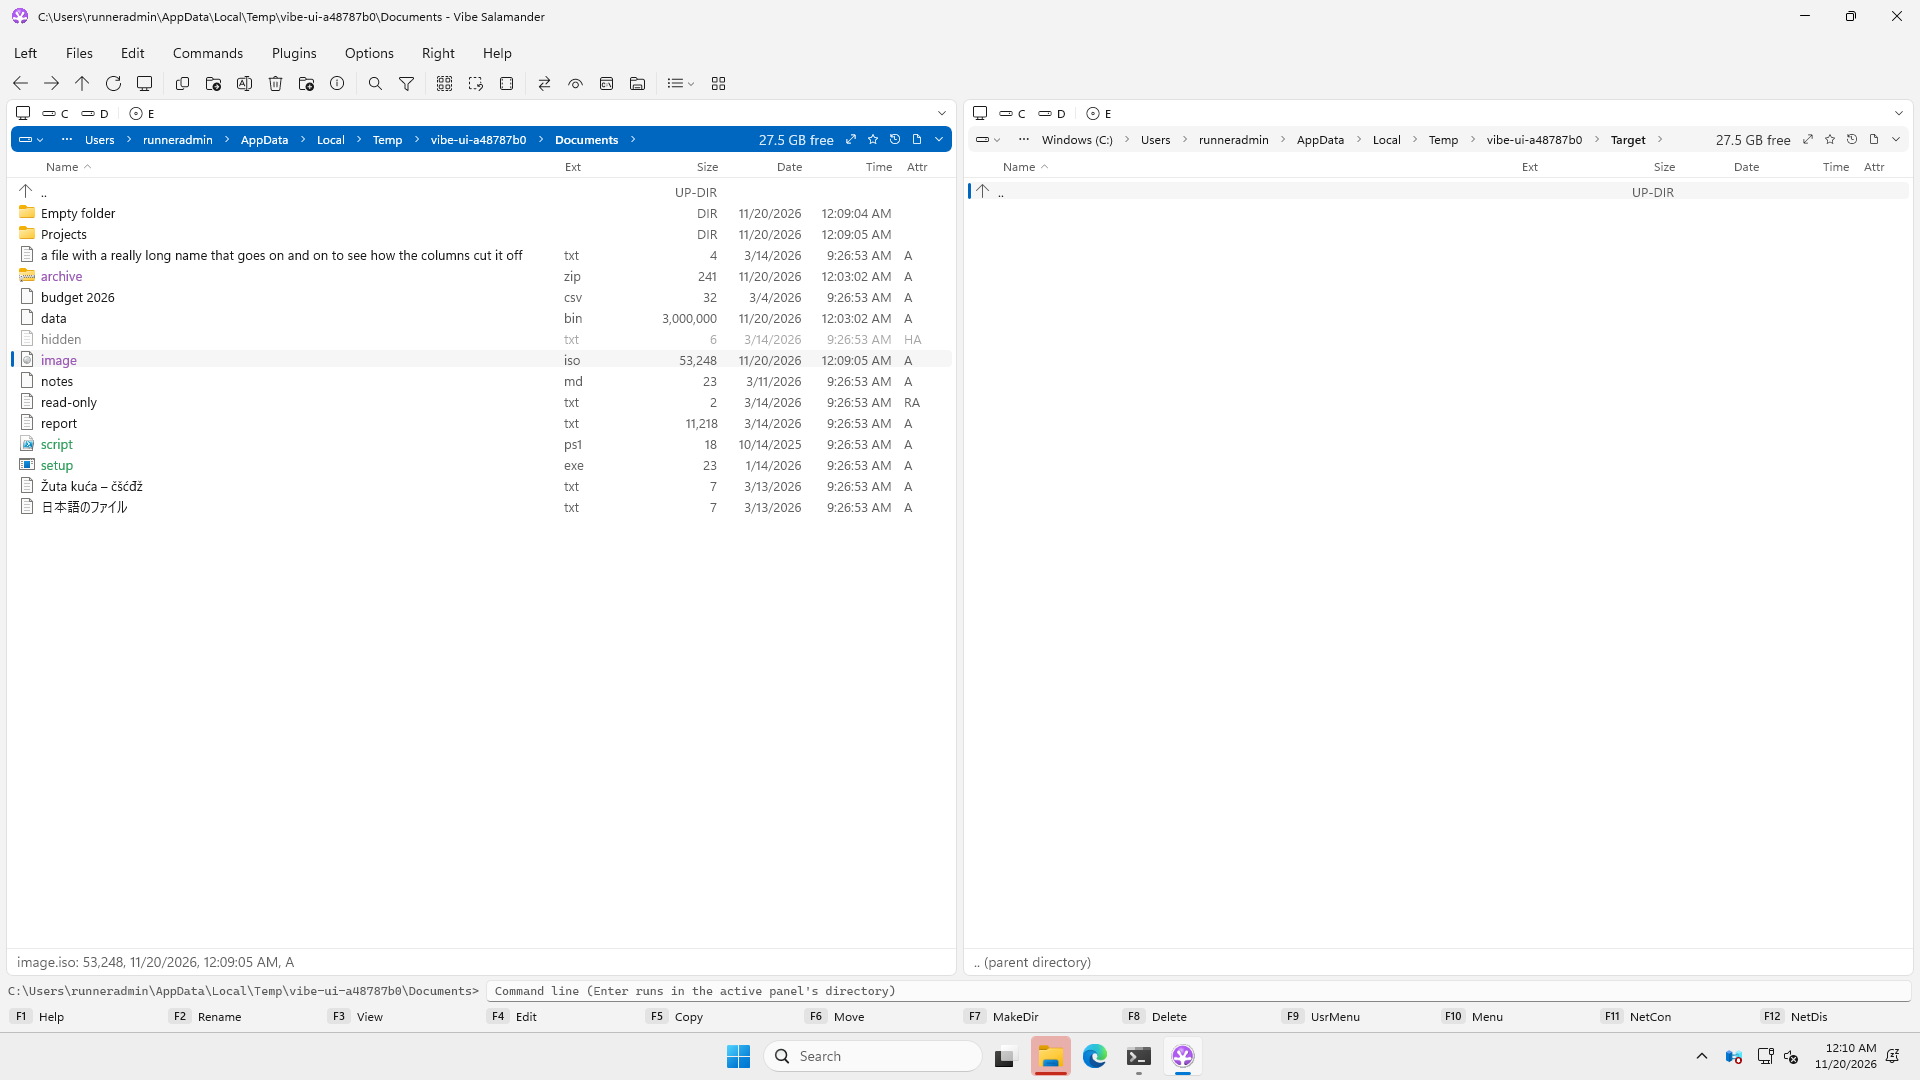 C:\Users\runneradmin\AppData\Local\Temp\vibe-ui-a48787b0\Documents - Vibe Salamander
Left Files Edit Commands Plugins Options Right Help
C D E
Users runneradmin AppData Local Temp vibe-ui-a48787b0 Documents 27.5 GB free
Name Ext Size Date Time Attr
.. UP-DIR
Empty folder DIR 11/20/2026 12:09:04 AM
Projects DIR 11/20/2026 12:09:05 AM
a file with a really long name that goes on and on to see how the columns cut it off txt 4 3/14/2026 9:26:53 AM A
archive zip 241 11/20/2026 12:03:02 AM A
budget 2026 csv 32 3/4/2026 9:26:53 AM A
data bin 3,000,000 11/20/2026 12:03:02 AM A
hidden txt 6 3/14/2026 9:26:53 AM HA
image iso 53,248 11/20/2026 12:09:05 AM A
notes md 23 3/11/2026 9:26:53 AM A
read-only txt 2 3/14/2026 9:26:53 AM RA
report txt 11,218 3/14/2026 9:26:53 AM A
script ps1 18 10/14/2025 9:26:53 AM A
setup exe 23 1/14/2026 9:26:53 AM A
Žuta kuća – čšćđž txt 7 3/13/2026 9:26:53 AM A
日本語のファイル txt 7 3/13/2026 9:26:53 AM A
image.iso: 53,248, 11/20/2026, 12:09:05 AM, A
C D E
Windows (C:) Users runneradmin AppData Local Temp vibe-ui-a48787b0 Target 27.5 GB free
Name Ext Size Date Time Attr
.. UP-DIR
.. (parent directory)
C:\Users\runneradmin\AppData\Local\Temp\vibe-ui-a48787b0\Documents> Command line (Enter runs in the active panel's directory)
F1 Help F2 Rename F3 View F4 Edit F5 Copy F6 Move F7 MakeDir F8 Delete F9 UsrMenu F10 Menu F11 NetCon F12 NetDis
Search
12:10 AM
11/20/2026